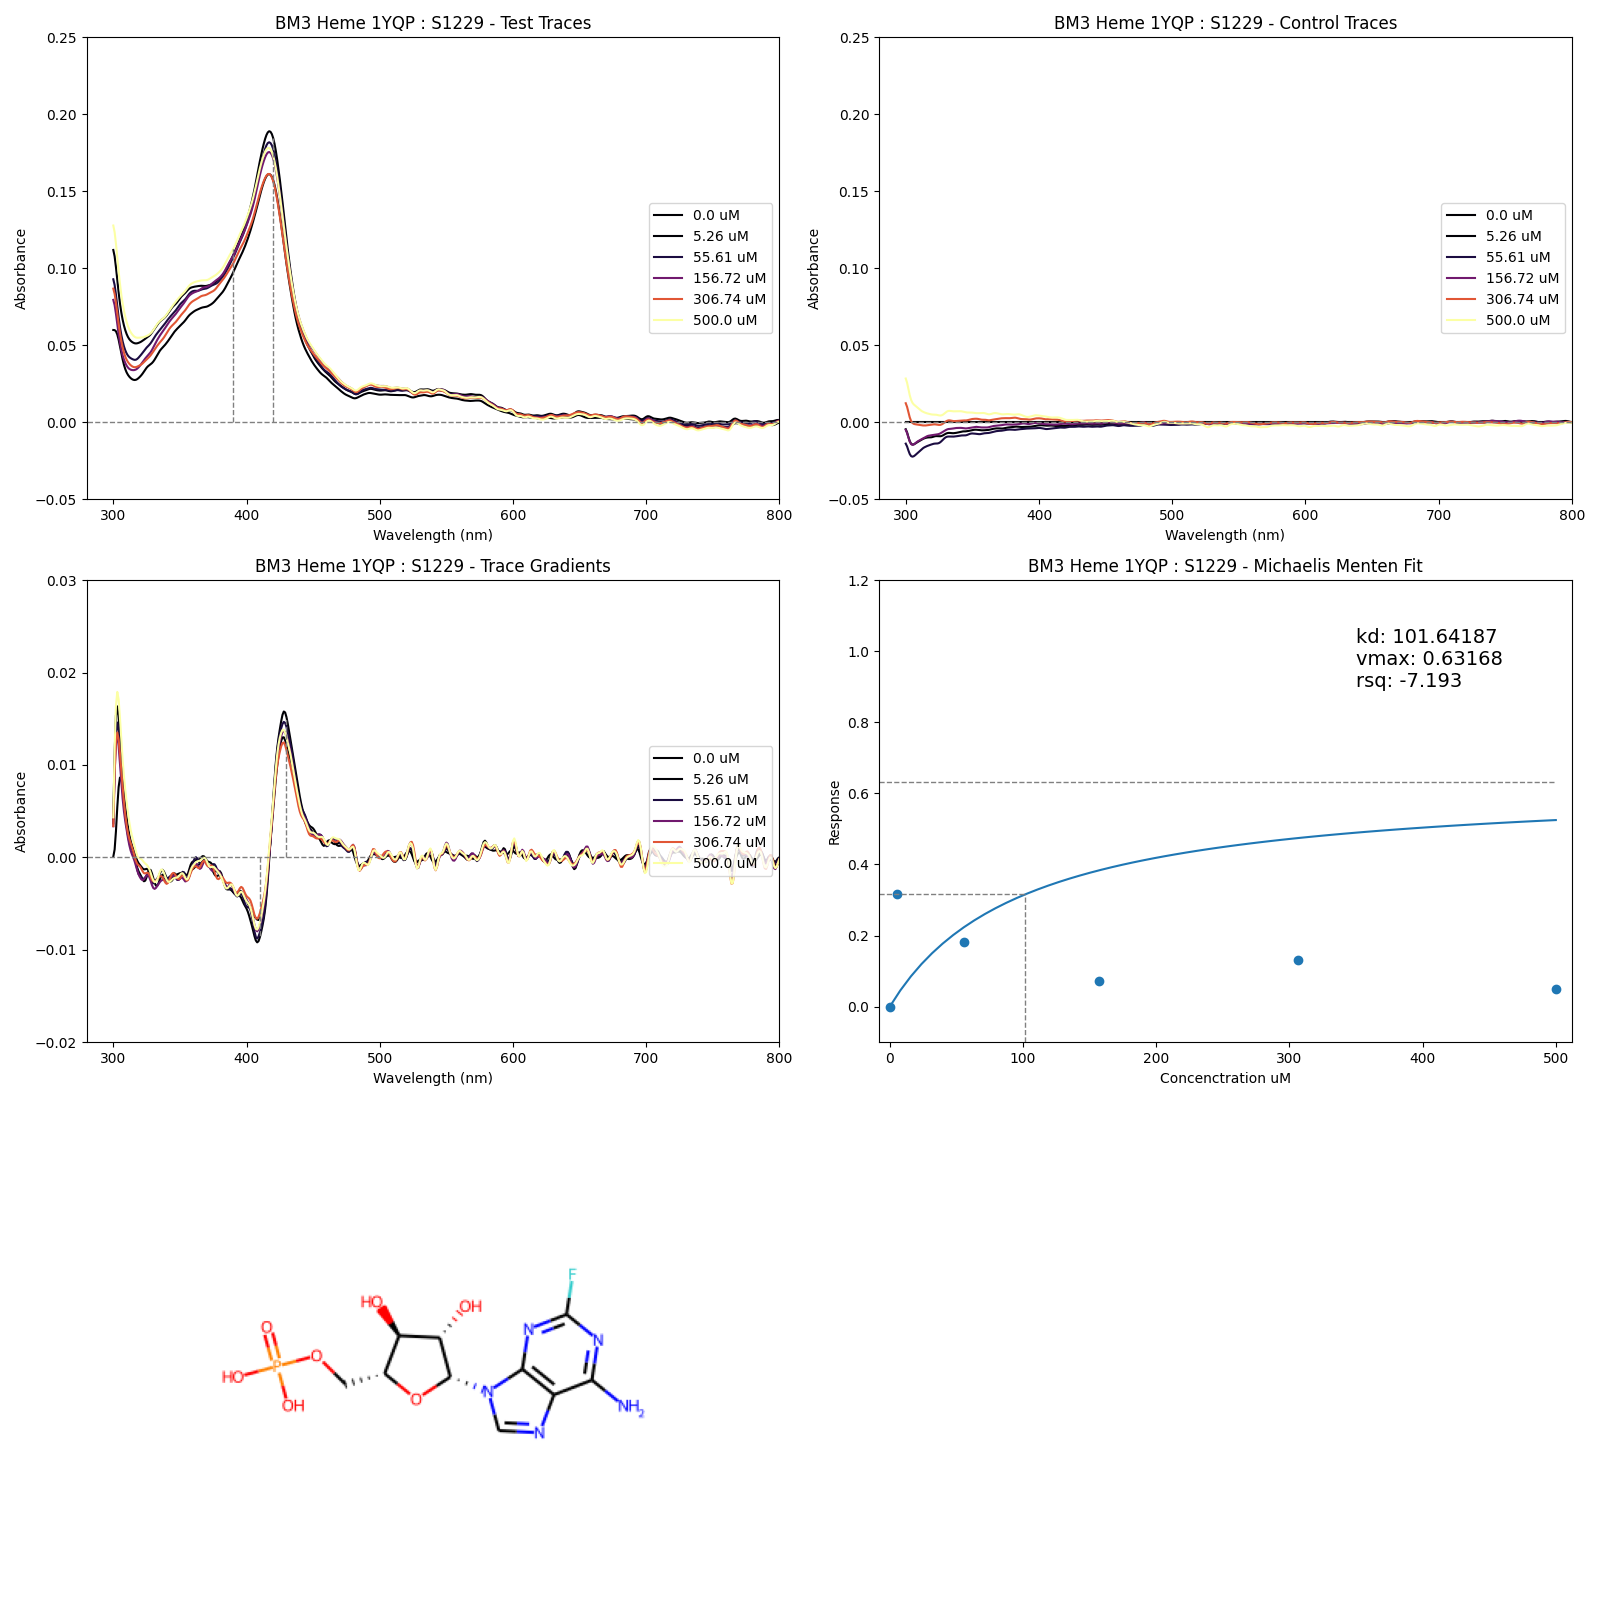 BM3 Heme 1YQP : S1229 - Test Traces
0.25
0.20
0.15
0.10
0.05
0.00
−0.05
Absorbance
300
400
500
600
700
800
Wavelength (nm)
0.0 uM
5.26 uM
55.61 uM
156.72 uM
306.74 uM
500.0 uM
BM3 Heme 1YQP : S1229 - Control Traces
0.25
0.20
0.15
0.10
0.05
0.00
−0.05
Absorbance
300
400
500
600
700
800
Wavelength (nm)
0.0 uM
5.26 uM
55.61 uM
156.72 uM
306.74 uM
500.0 uM
BM3 Heme 1YQP : S1229 - Trace Gradients
0.03
0.02
0.01
0.00
−0.01
−0.02
Absorbance
300
400
500
600
700
800
Wavelength (nm)
0.0 uM
5.26 uM
55.61 uM
156.72 uM
306.74 uM
500.0 uM
BM3 Heme 1YQP : S1229 - Michaelis Menten Fit
1.2
1.0
0.8
0.6
0.4
0.2
0.0
Response
kd: 101.64187
vmax: 0.63168
rsq: -7.193
0
100
200
300
400
500
Concenctration uM
F
HO
OH
O
N
N
O
P
HO
OH
O
N
N
NH2